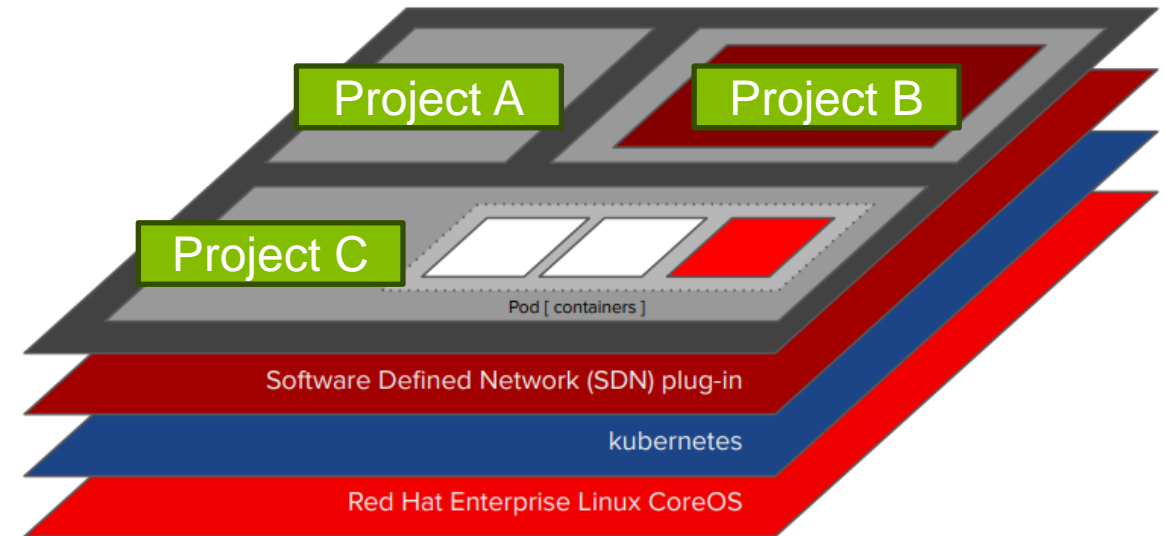 Project A
Project B
Project C
Pod [ containers ]
Software Defined Network (SDN) plug-in
kubernetes
Red Hat Enterprise Linux CoreOS